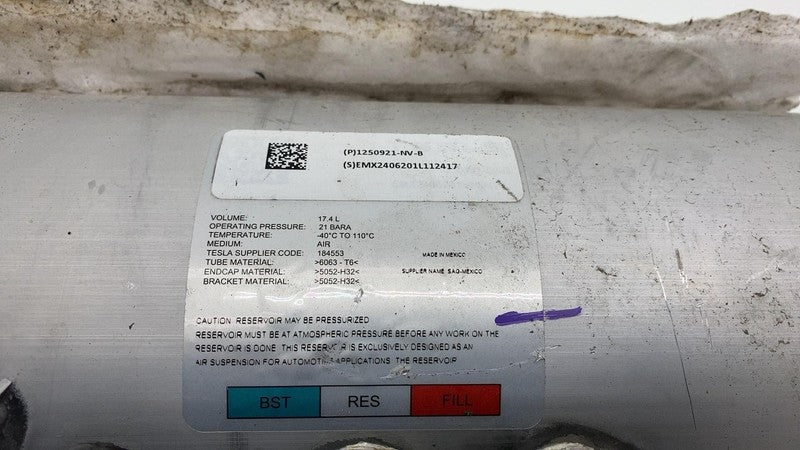 (P)1250921-NV-B
(S)EMX2406201L112417
VOLUME: 17.4 L
OPERATING PRESSURE: 21 BARA
TEMPERATURE: -40°C TO 110°C
MEDIUM: AIR
TESLA SUPPLIER CODE: 184553 MADE IN MEXICO
TUBE MATERIAL: >6063 - T6<
ENDCAP MATERIAL: >5052-H32< SUPPLIER NAME SAG-MEXICO
BRACKET MATERIAL: >5052-H32<
CAUTION RESERVOIR MAY BE PRESSURIZED
RESERVOIR MUST BE AT ATMOSPHERIC PRESSURE BEFORE ANY WORK ON THE
RESERVOIR IS DONE. THIS RESERVOIR IS EXCLUSIVELY DESIGNED AS AN
AIR SUSPENSION FOR AUTOMOTIVE APPLICATIONS. THE RESERVOIR
BST RES FILL